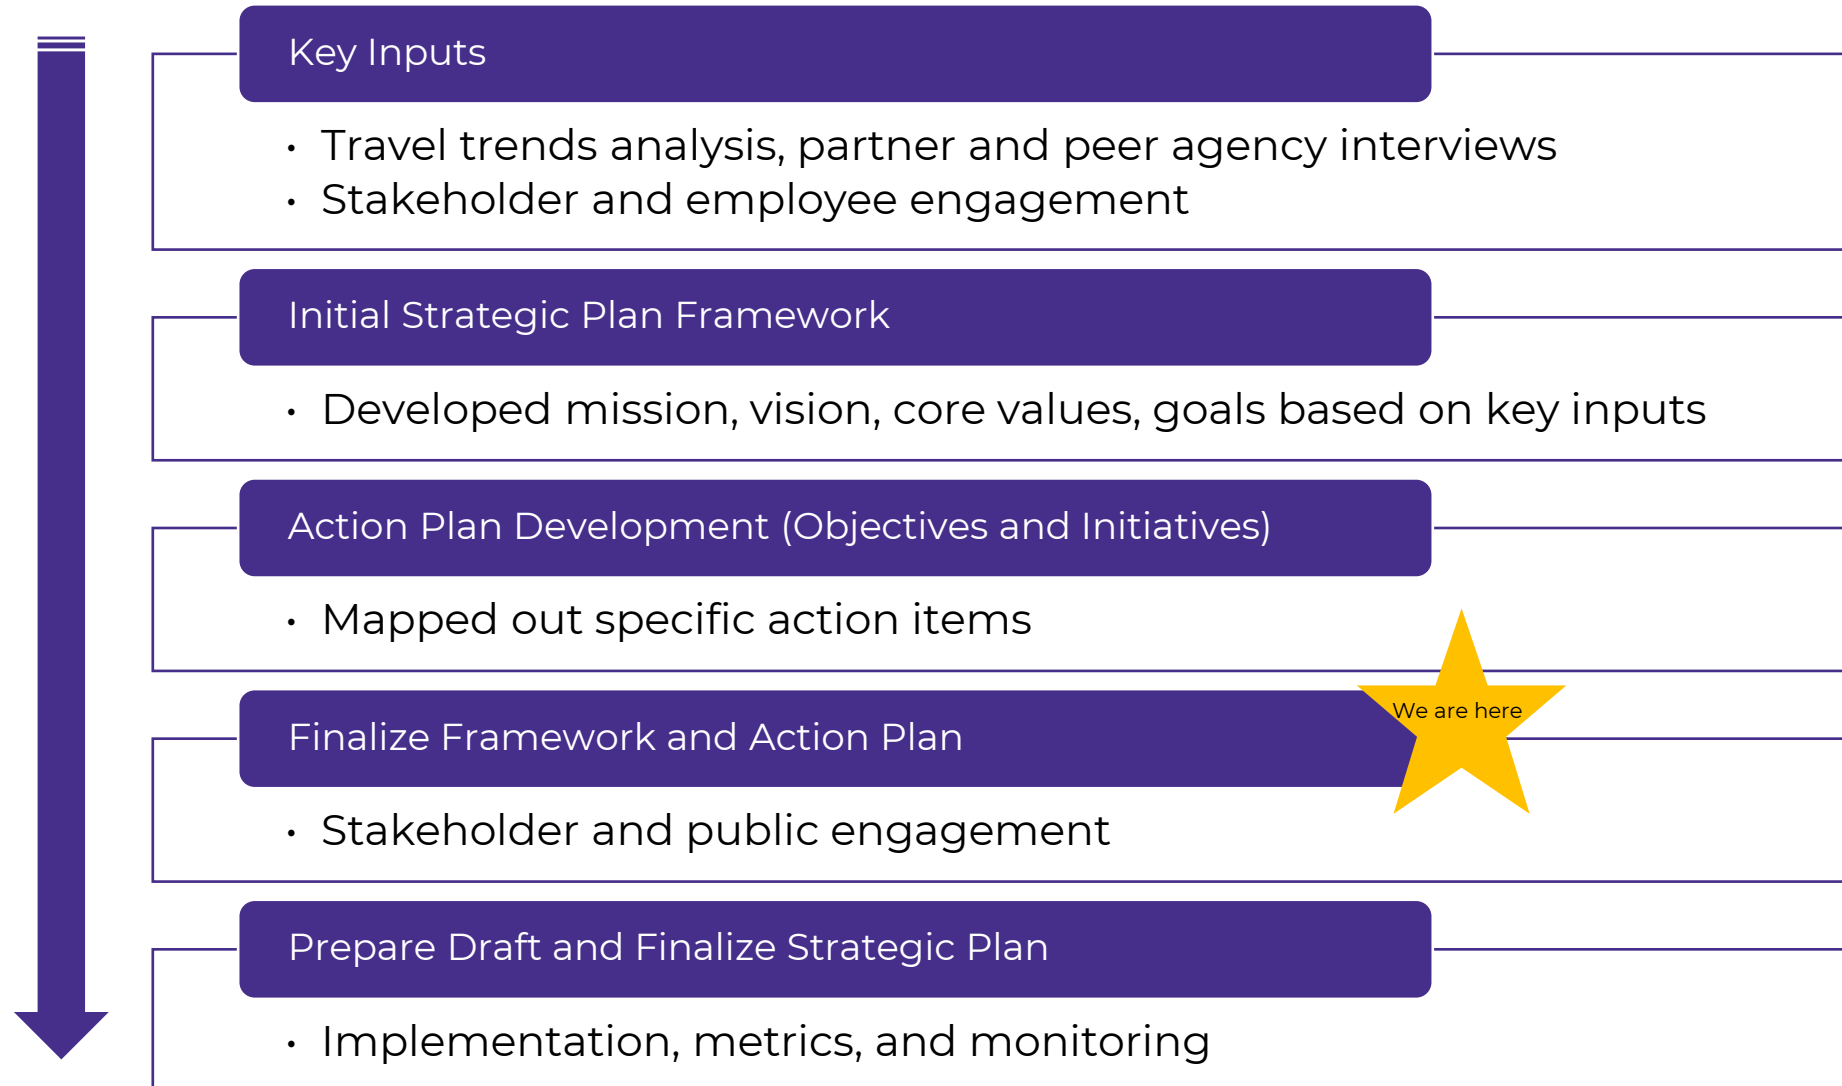 Key Inputs
• Travel trends analysis, partner and peer agency interviews
• Stakeholder and employee engagement
Initial Strategic Plan Framework
• Developed mission, vision, core values, goals based on key inputs
Action Plan Development (Objectives and Initiatives)
• Mapped out specific action items
We are here
Finalize Framework and Action Plan
• Stakeholder and public engagement
Prepare Draft and Finalize Strategic Plan
• Implementation, metrics, and monitoring